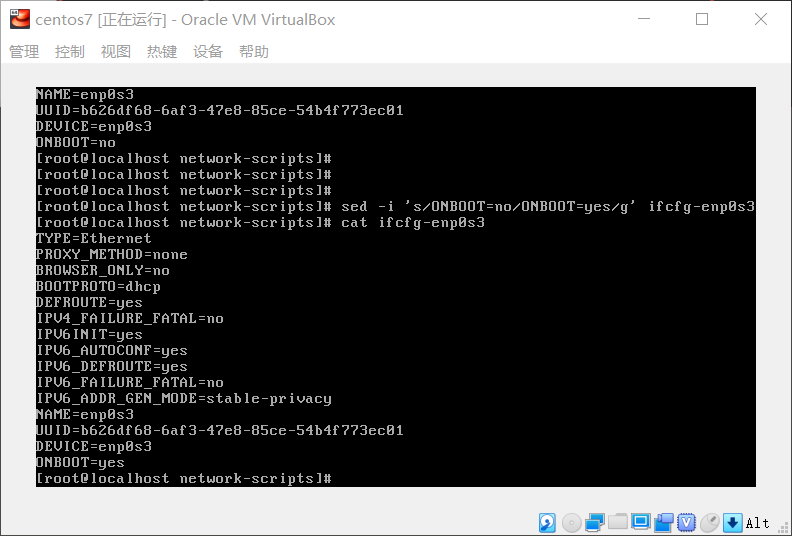 centos7 [正在运行] - Oracle VM VirtualBox
管理 控制 视图 热键 设备 帮助
NAME=enp0s3
UUID=b626df68-6af3-47e8-85ce-54b4f773ec01
DEVICE=enp0s3
ONBOOT=no
[root@localhost network-scripts]#
[root@localhost network-scripts]#
[root@localhost network-scripts]#
[root@localhost network-scripts]# sed -i 's/ONBOOT=no/ONBOOT=yes/g' ifcfg-enp0s3
[root@localhost network-scripts]# cat ifcfg-enp0s3
TYPE=Ethernet
PROXY_METHOD=none
BROWSER_ONLY=no
BOOTPROTO=dhcp
DEFROUTE=yes
IPV4_FAILURE_FATAL=no
IPV6INIT=yes
IPV6_AUTOCONF=yes
IPV6_DEFROUTE=yes
IPV6_FAILURE_FATAL=no
IPV6_ADDR_GEN_MODE=stable-privacy
NAME=enp0s3
UUID=b626df68-6af3-47e8-85ce-54b4f773ec01
DEVICE=enp0s3
ONBOOT=yes
[root@localhost network-scripts]#
Alt